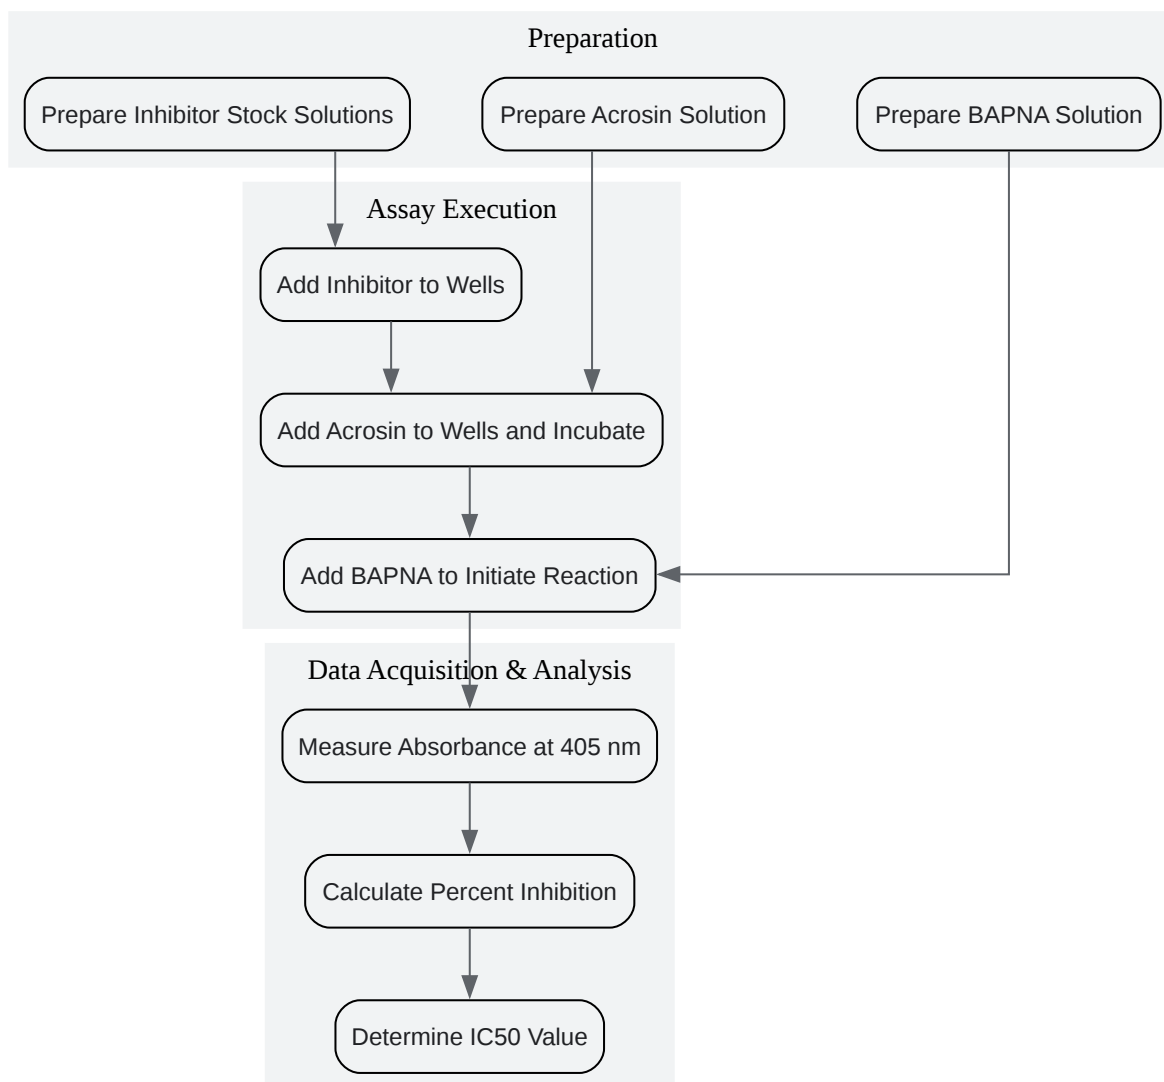 Preparation
Prepare Inhibitor Stock Solutions
Prepare Acrosin Solution
Prepare BAPNA Solution
Assay Execution
Add Inhibitor to Wells
Add Acrosin to Wells and Incubate
Add BAPNA to Initiate Reaction
Data Acquisition & Analysis
Measure Absorbance at 405 nm
Calculate Percent Inhibition
Determine IC50 Value